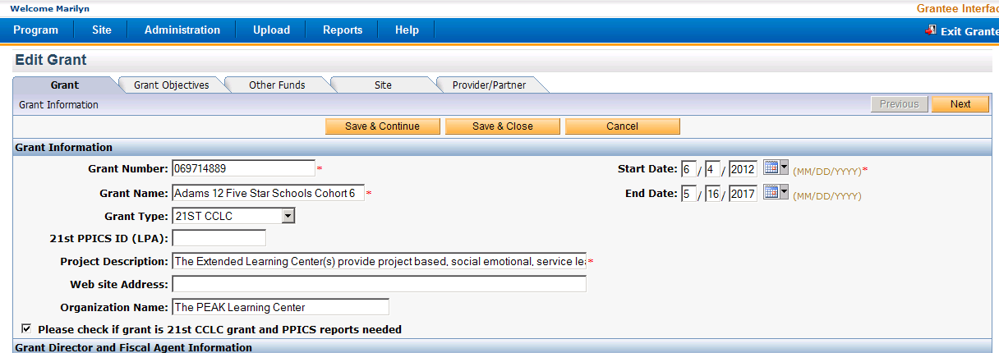 Welcome Marilyn Grantee Interfac
Program Site Administration Upload Reports Help Exit Grante
Edit Grant
Grant Grant Objectives Other Funds Site Provider/Partner
Grant Information Previous Next
Save & Continue Save & Close Cancel
Grant Information
Grant Number: 069714889 * Start Date: 6 / 4 / 2012 (MM/DD/YYYY)*
Grant Name: Adams 12 Five Star Schools Cohort 6 * End Date: 5 / 16 / 2017 (MM/DD/YYYY)
Grant Type: 21ST CCLC
21st PPICS ID (LPA):
Project Description: The Extended Learning Center(s) provide project based, social emotional, service le *
Web site Address:
Organization Name: The PEAK Learning Center
Please check if grant is 21st CCLC grant and PPICS reports needed
Grant Director and Fiscal Agent Information